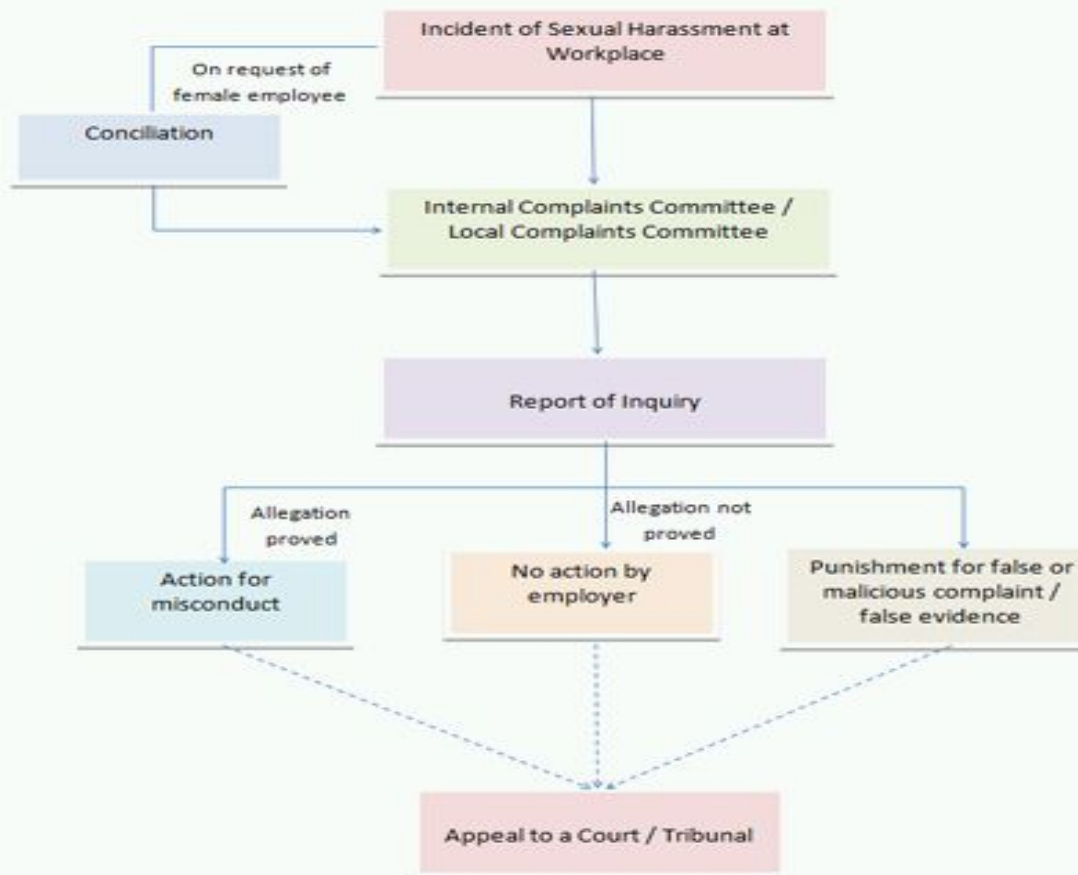 Incident of Sexual Harassment at
Workplace
On request of
female employee
Conciliation
Internal Complaints Committee /
Local Complaints Committee
Report of Inquiry
Allegation
proved
Allegation not
proved
Action for
misconduct
No action by
employer
Punishment for false or
malicious complaint /
false evidence
Appeal to a Court / Tribunal